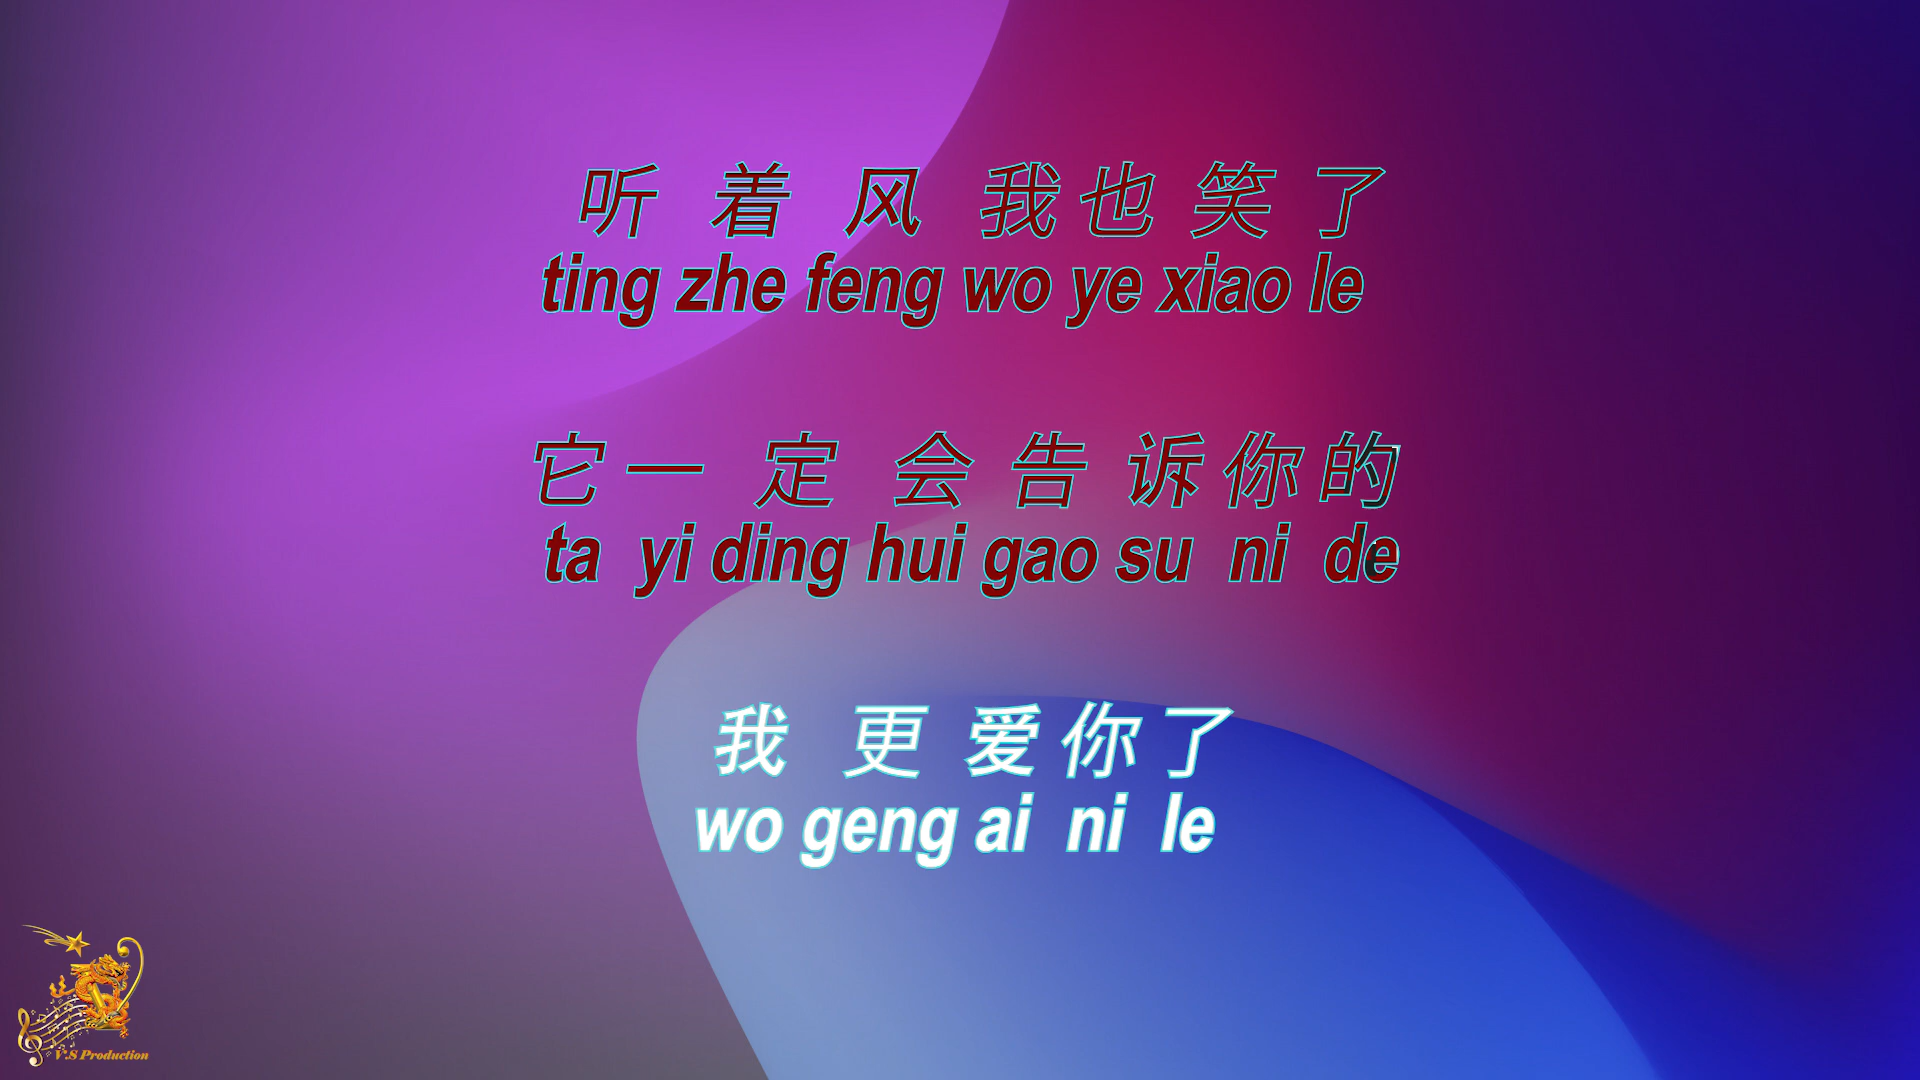 听 着 风 我也 笑 了
ting zhe feng wo ye xiao le
它一 定 会 告 诉你的
ta yi ding hui gao su ni de
我 更 爱你了
wo geng ai ni le
V.S Production